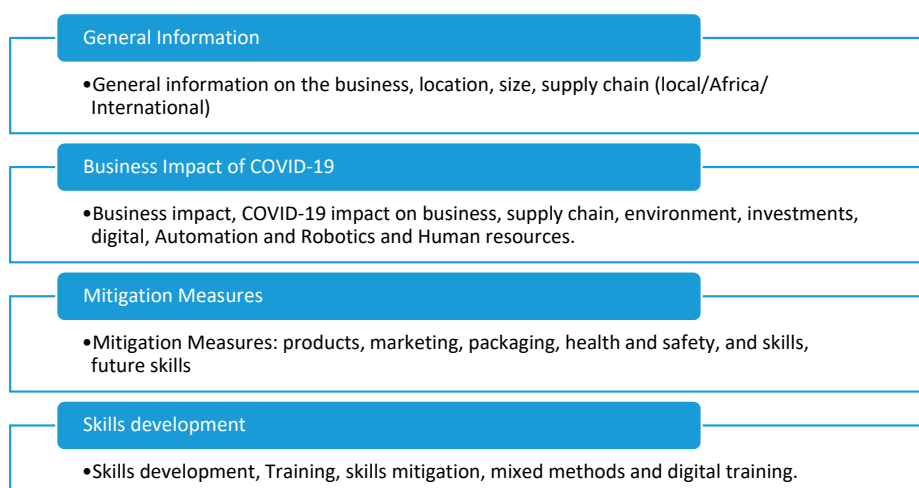 General Information
•General information on the business, location, size, supply chain (local/Africa/
International)
Business Impact of COVID-19
•Business impact, COVID-19 impact on business, supply chain, environment, investments,
digital, Automation and Robotics and Human resources.
Mitigation Measures
•Mitigation Measures: products, marketing, packaging, health and safety, and skills,
future skills
Skills development
•Skills development, Training, skills mitigation, mixed methods and digital training.